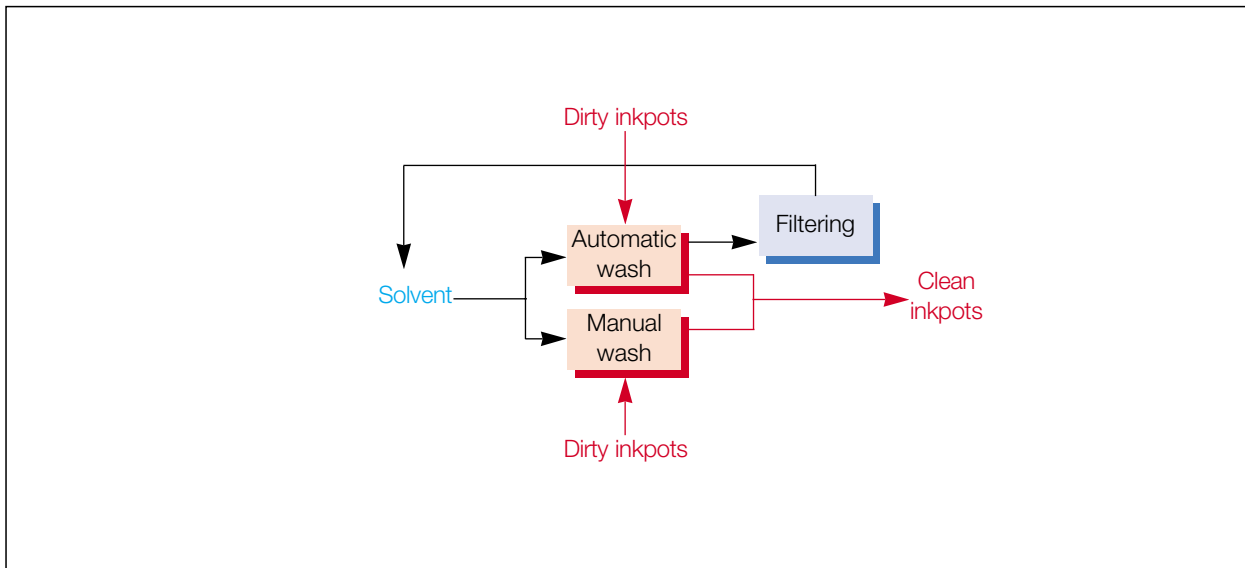 Dirty inkpots
Filtering
Automatic
wash
Solvent
Clean
inkpots
Manual
wash
Dirty inkpots